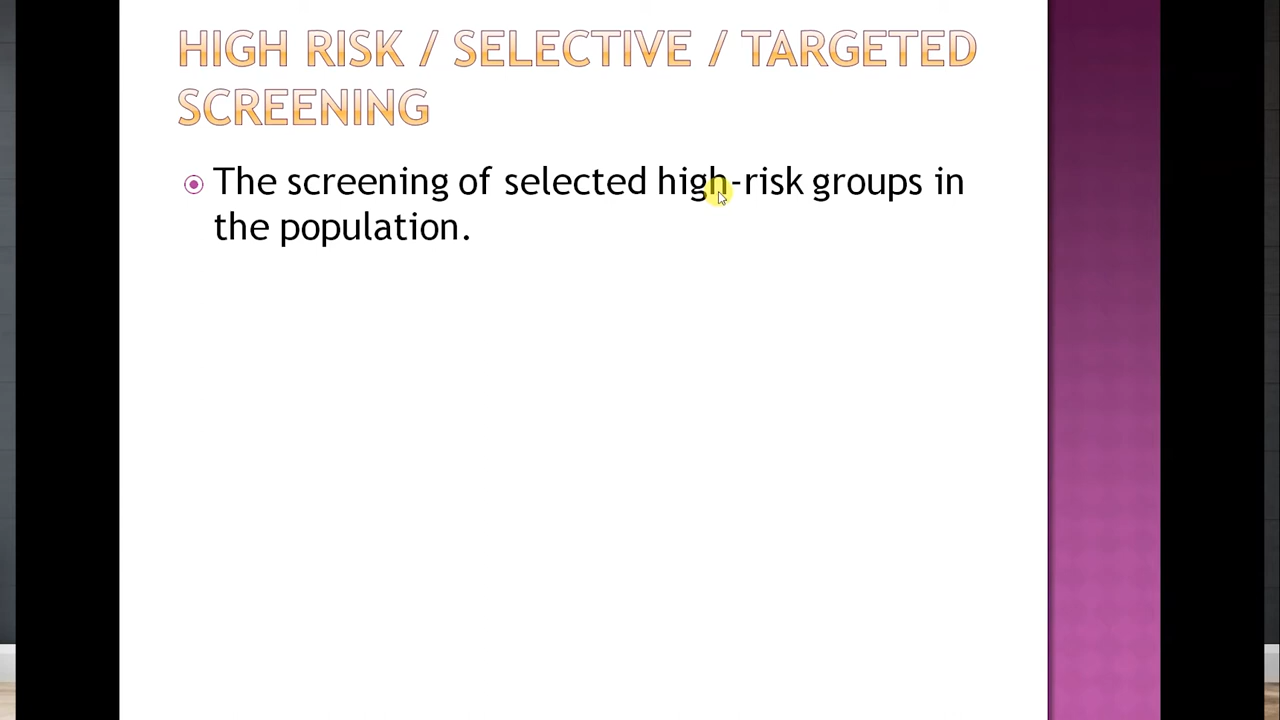 HIGH RISK / SELECTIVE / TARGETED
SCREENING
The screening of selected high-risk groups in
the population.